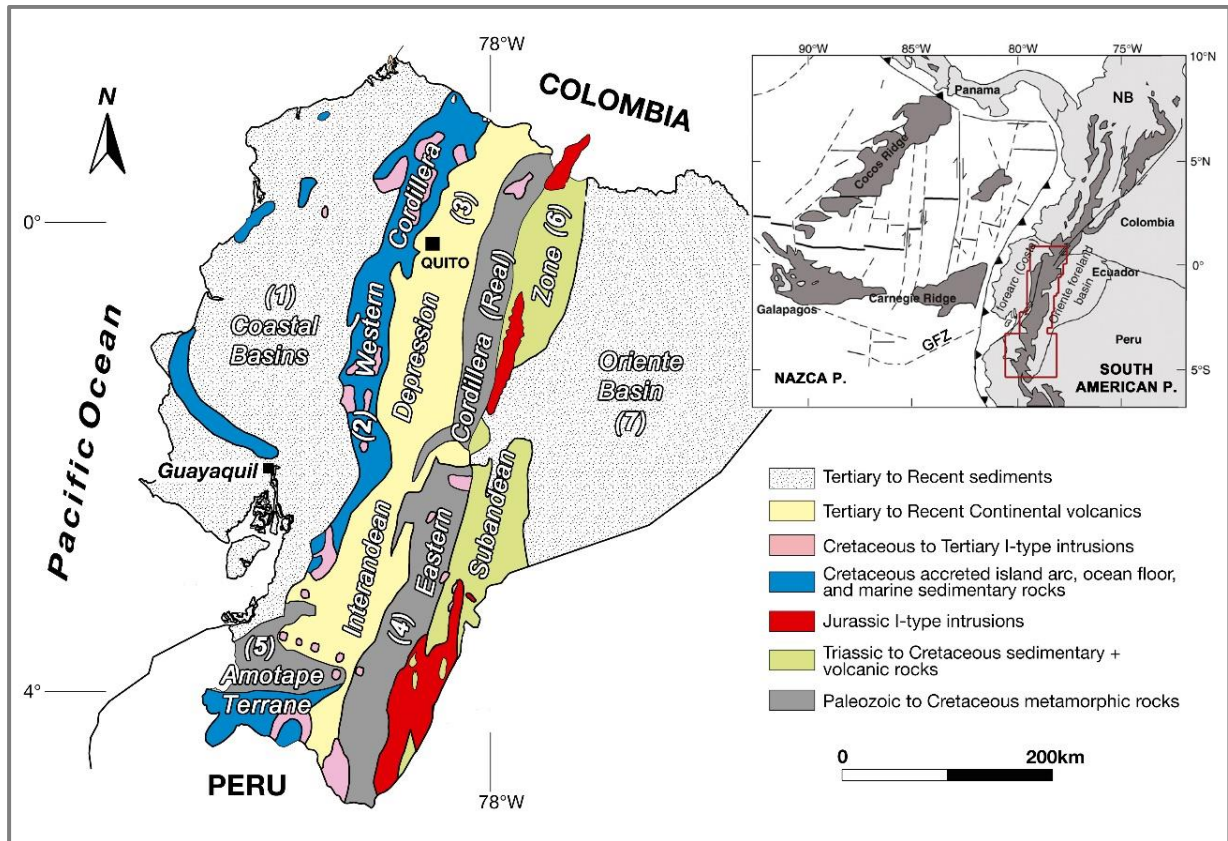 78°W
COLOMBIA
N
0°
Pacific Ocean
(1)
Coastal
Basins
Western
Cordillera
(2)
QUITO
(3)
Interandean
Depression
Cordillera (Real)
Eastern
(4)
Zone (6)
Subandean
Oriente
Basin
(7)
Guayaquil
(5)
Amotape
Terrane
4°
PERU
78°W
90°W
85°W
80°W
75°W
10°N
5°N
0°
5°S
Panama
NB
Cocos Ridge
Colombia
Forearc (Costa)
Oriente foreland
basin
Ecuador
Carnegie Ridge
Galapagos
GFZ
GG
Peru
NAZCA P.
SOUTH
AMERICAN P.
Tertiary to Recent sediments
Tertiary to Recent Continental volcanics
Cretaceous to Tertiary I-type intrusions
Cretaceous accreted island arc, ocean floor,
and marine sedimentary rocks
Jurassic I-type intrusions
Triassic to Cretaceous sedimentary +
volcanic rocks
Paleozoic to Cretaceous metamorphic rocks
0
200km